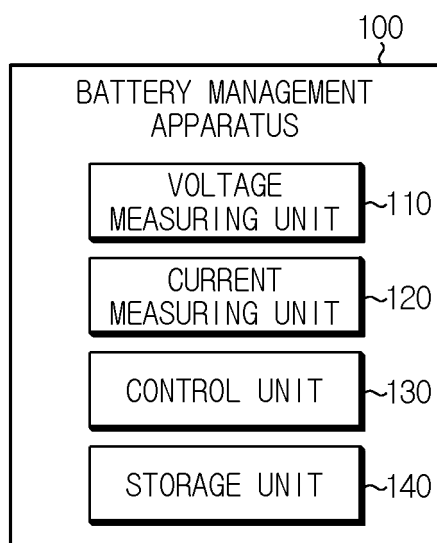 100
BATTERY MANAGEMENT
APPARATUS
VOLTAGE
MEASURING UNIT
110
CURRENT
MEASURING UNIT
120
CONTROL UNIT
130
STORAGE UNIT
140